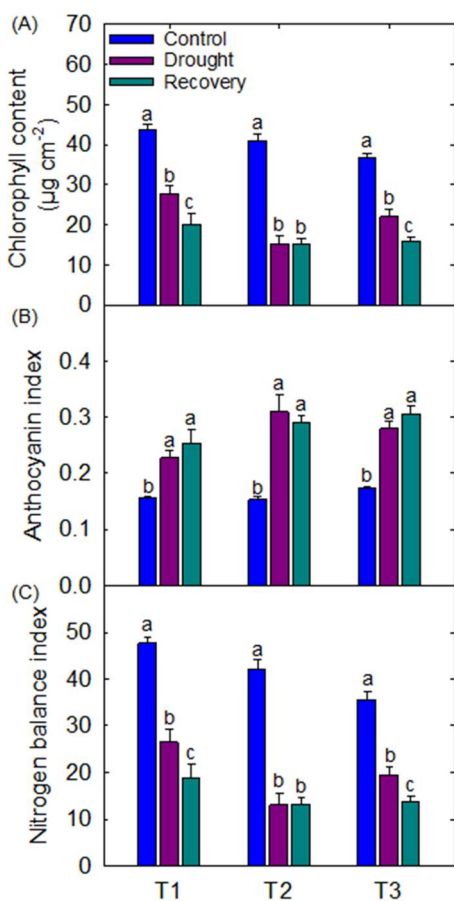 (A)
70
60
50
40
30
20
10
0
Chlorophyll content
(µg cm-2)
Control
Drought
Recovery
a
b
c
a
b
b
a
b
c
(B)
0.4
0.3
0.2
0.1
0.0
Anthocyanin index
b
a
a
b
a
a
b
a
a
(C)
50
40
30
20
10
0
Nitrogen balance index
a
b
c
a
b
b
a
b
c
T1 T2 T3